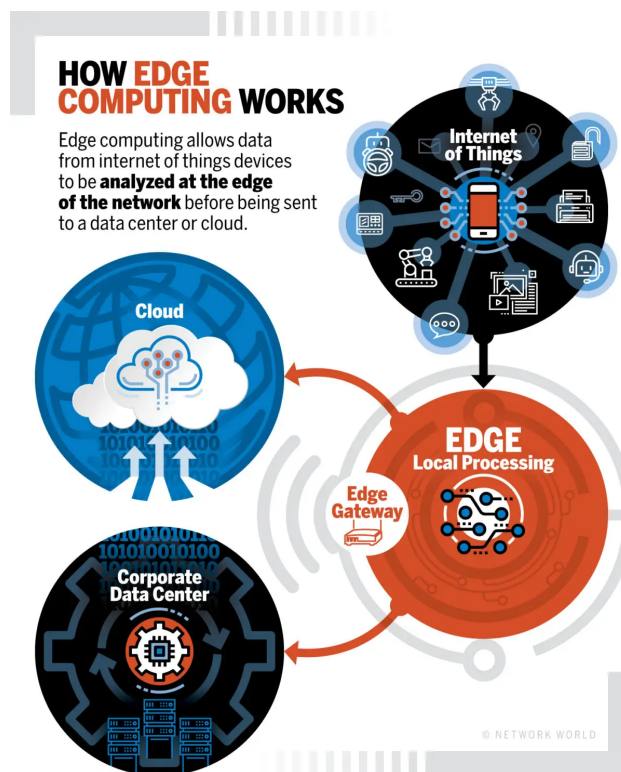 HOW EDGE
COMPUTING WORKS
Edge computing allows data
from internet of things devices
to be analyzed at the edge
of the network before being sent
to a data center or cloud.
Internet
of Things
Cloud
101010010100
EDGE
Local Processing
Edge
Gateway
101010010100
Corporate
Data Center
© NETWORK WORLD